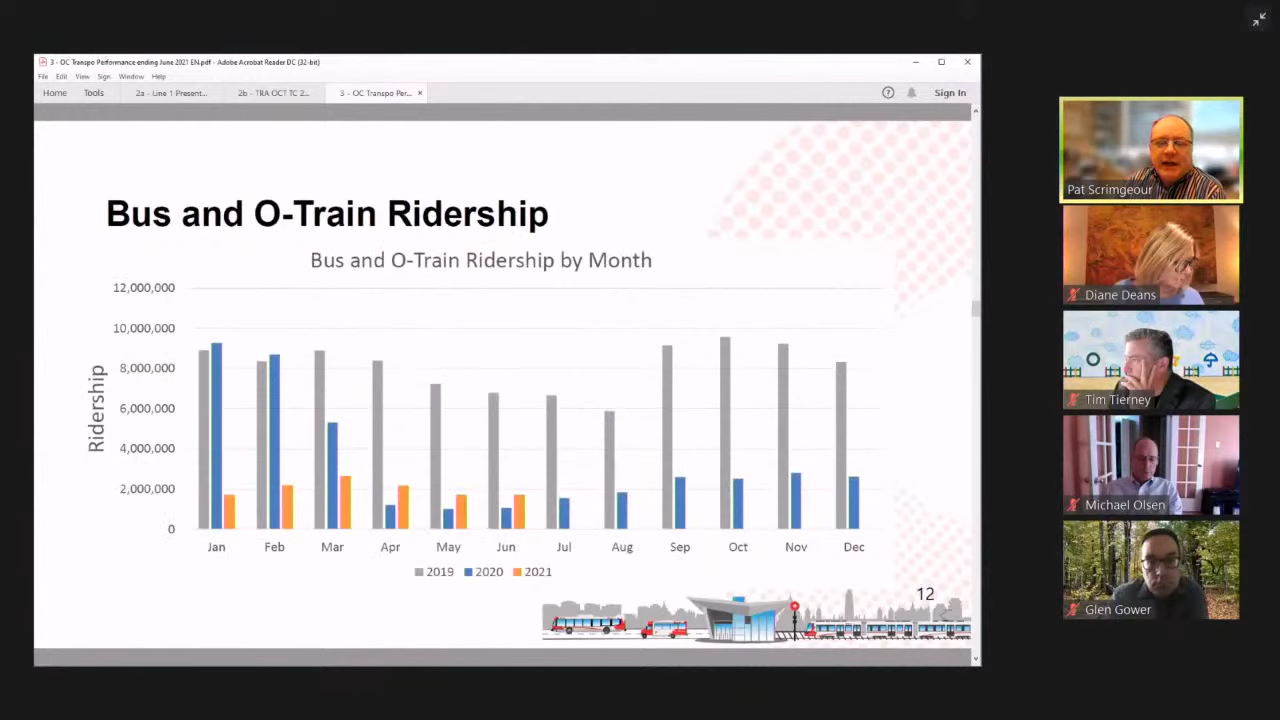 3 - OC Transpo Performance ending June 2021 EN.pdf - Adobe Acrobat Reader DC (32-bit)
File Edit View Sign Window Help
Home Tools 2a - Line 1 Present... 2b - TRA OCT TC 2... 3 - OC Transpo Per... × Sign In
Bus and O-Train Ridership
Bus and O-Train Ridership by Month
12,000,000
10,000,000
8,000,000
6,000,000
4,000,000
2,000,000
0
Ridership
Jan Feb Mar Apr May Jun Jul Aug Sep Oct Nov Dec
2019 2020 2021
12
Pat Scrimgeour
Diane Deans
Tim Tierney
Michael Olsen
Glen Gower